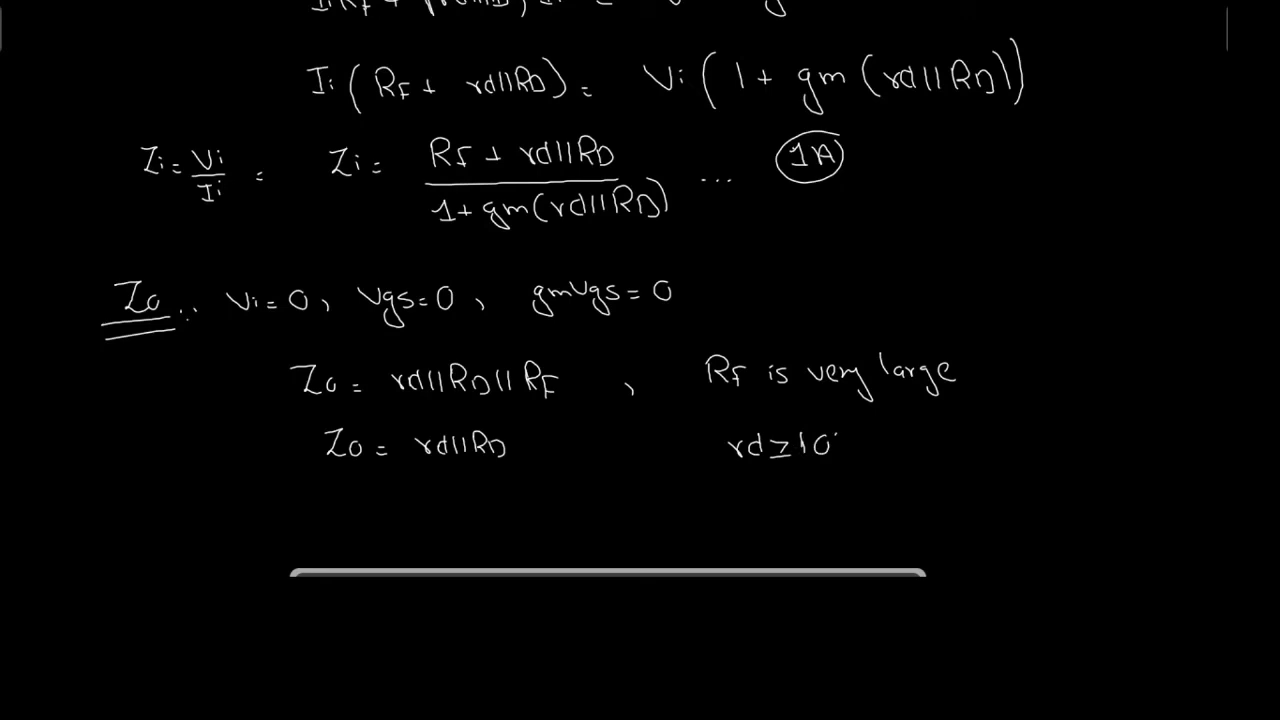 Ii ( RF + rd||RD ) = Vi ( 1 + gm ( rd||RD ) )
Zi = Vi/Ii = Zi = (RF + rd||RD) / (1 + gm(rd||RD)) ... 1A
Zo .. Vi = 0, Vgs = 0, gmVgs = 0
Zo = rd||RD||RF , RF is very large
Zo = rd||RD rd ≥ 10